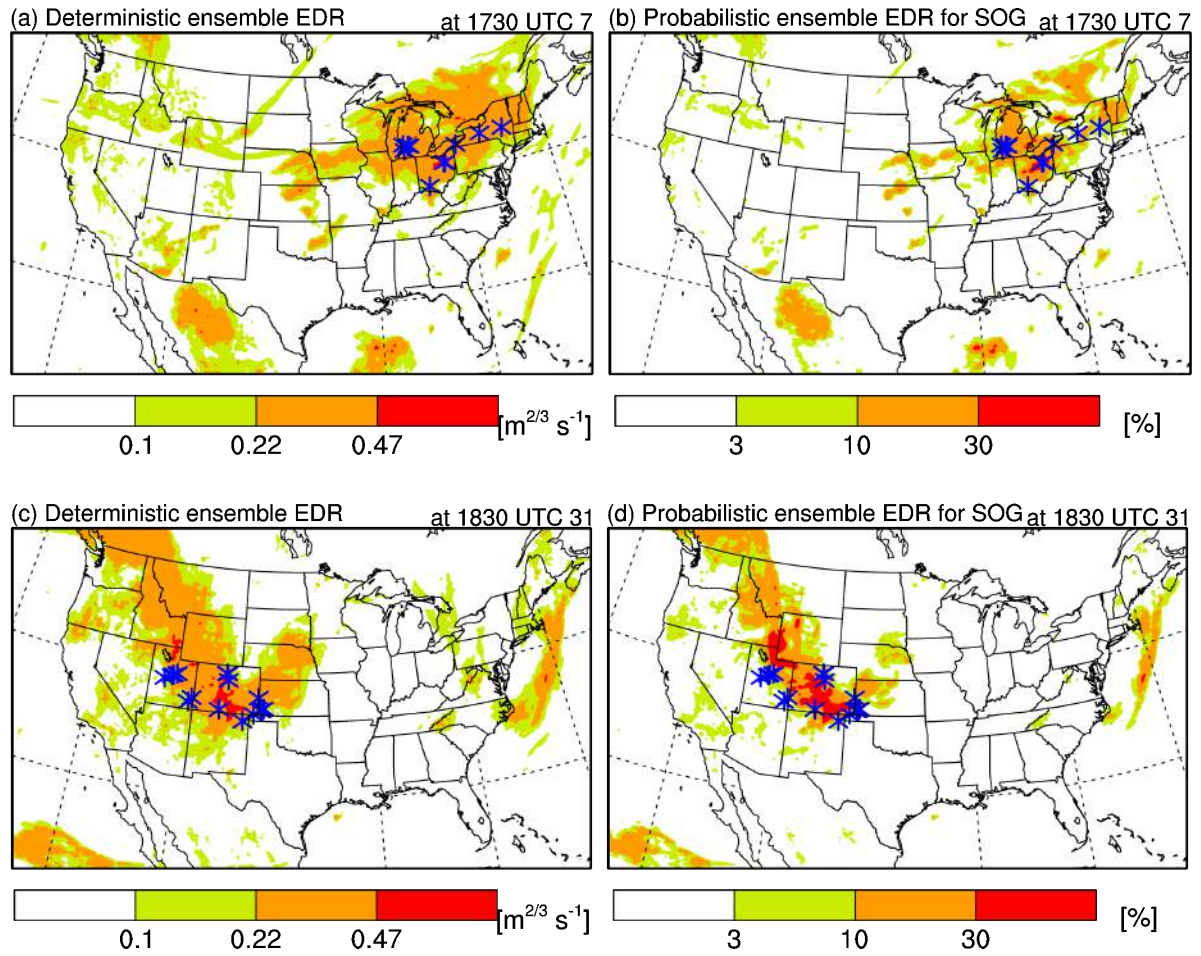 (a) Deterministic ensemble EDR at 1730 UTC 7
(b) Probabilistic ensemble EDR for SOG at 1730 UTC 7
0.1 0.22 0.47 [m^{2/3} s^{-1}]
3 10 30 [%]
(c) Deterministic ensemble EDR at 1830 UTC 31
(d) Probabilistic ensemble EDR for SOG at 1830 UTC 31
0.1 0.22 0.47 [m^{2/3} s^{-1}]
3 10 30 [%]